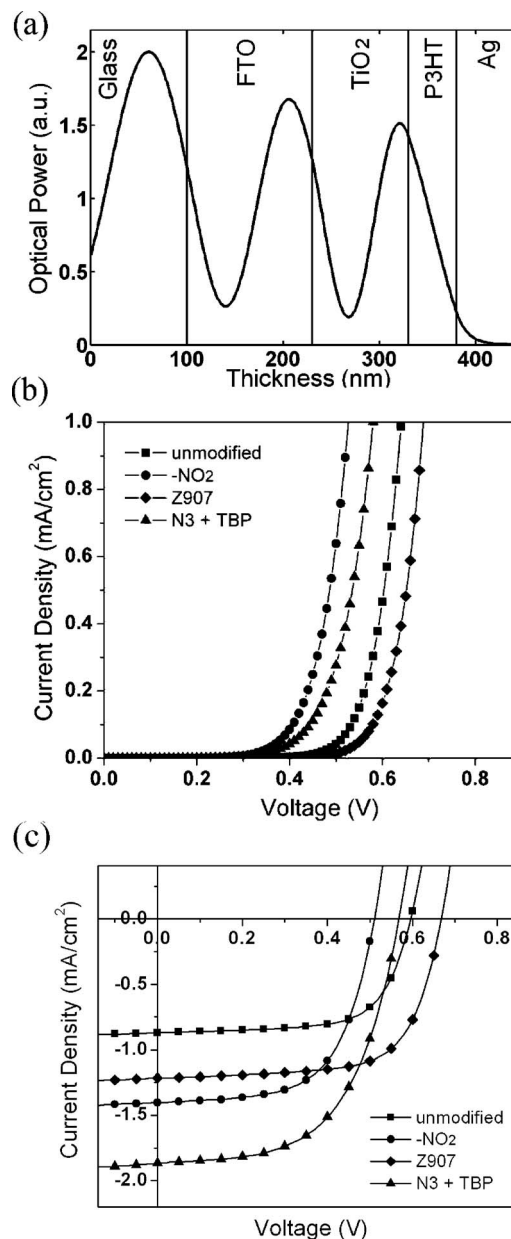 (a)
2
1.5
1
0.5
0
Optical Power (a.u.)
Glass
FTO
TiO2
P3HT
Ag
0 100 200 300 400
Thickness (nm)
(b)
1.0
0.8
0.6
0.4
0.2
0.0
Current Density (mA/cm²)
unmodified
-NO2
Z907
N3 + TBP
0.0 0.2 0.4 0.6 0.8
Voltage (V)
(c)
0.0 0.2 0.4 0.6 0.8
-0.0
-0.5
-1.0
-1.5
-2.0
Current Density (mA/cm²)
unmodified
-NO2
Z907
N3 + TBP
Voltage (V)